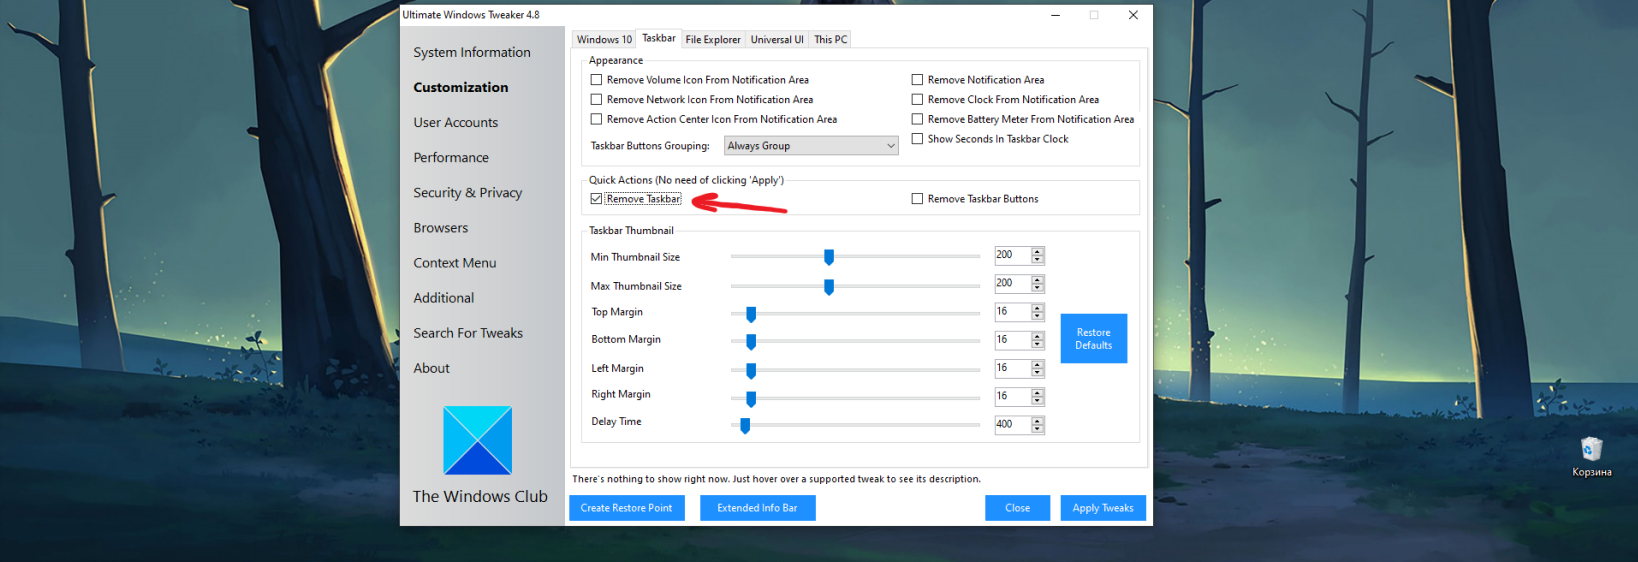 Ultimate Windows Tweaker 4.8
System Information
Customization
User Accounts
Performance
Security & Privacy
Browsers
Context Menu
Additional
Search For Tweaks
About
The Windows Club
Windows 10 Taskbar File Explorer Universal UI This PC
Appearance
Remove Volume Icon From Notification Area
Remove Notification Area
Remove Network Icon From Notification Area
Remove Clock From Notification Area
Remove Action Center Icon From Notification Area
Remove Battery Meter From Notification Area
Taskbar Buttons Grouping: Always Group
Show Seconds In Taskbar Clock
Quick Actions (No need of clicking 'Apply')
Remove Taskbar
Remove Taskbar Buttons
Taskbar Thumbnail
Min Thumbnail Size 200
Max Thumbnail Size 200
Top Margin 16
Bottom Margin 16
Left Margin 16
Right Margin 16
Delay Time 400
Restore
Defaults
There's nothing to show right now. Just hover over a supported tweak to see its description.
Create Restore Point
Extended Info Bar
Close
Apply Tweaks
Корзина